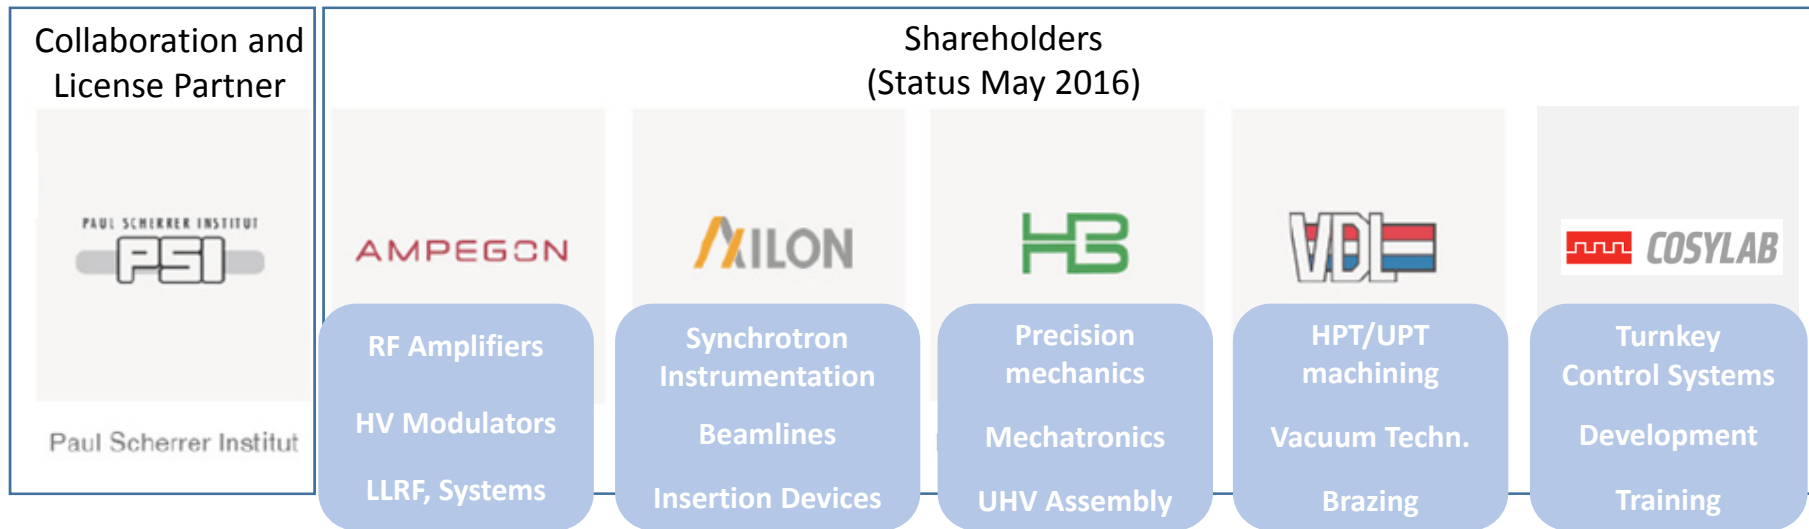 Collaboration and
License Partner
PAUL SCHERRER INSTITUT
PSI
Paul Scherrer Institut
Shareholders
(Status May 2016)
AMPEGON
RF Amplifiers
HV Modulators
LLRF, Systems
AXILON
Synchrotron
Instrumentation
Beamlines
Insertion Devices
HB
Precision
mechanics
Mechatronics
UHV Assembly
VDL
HPT/UPT
machining
Vacuum Techn.
Brazing
COSYLAB
Turnkey
Control Systems
Development
Training